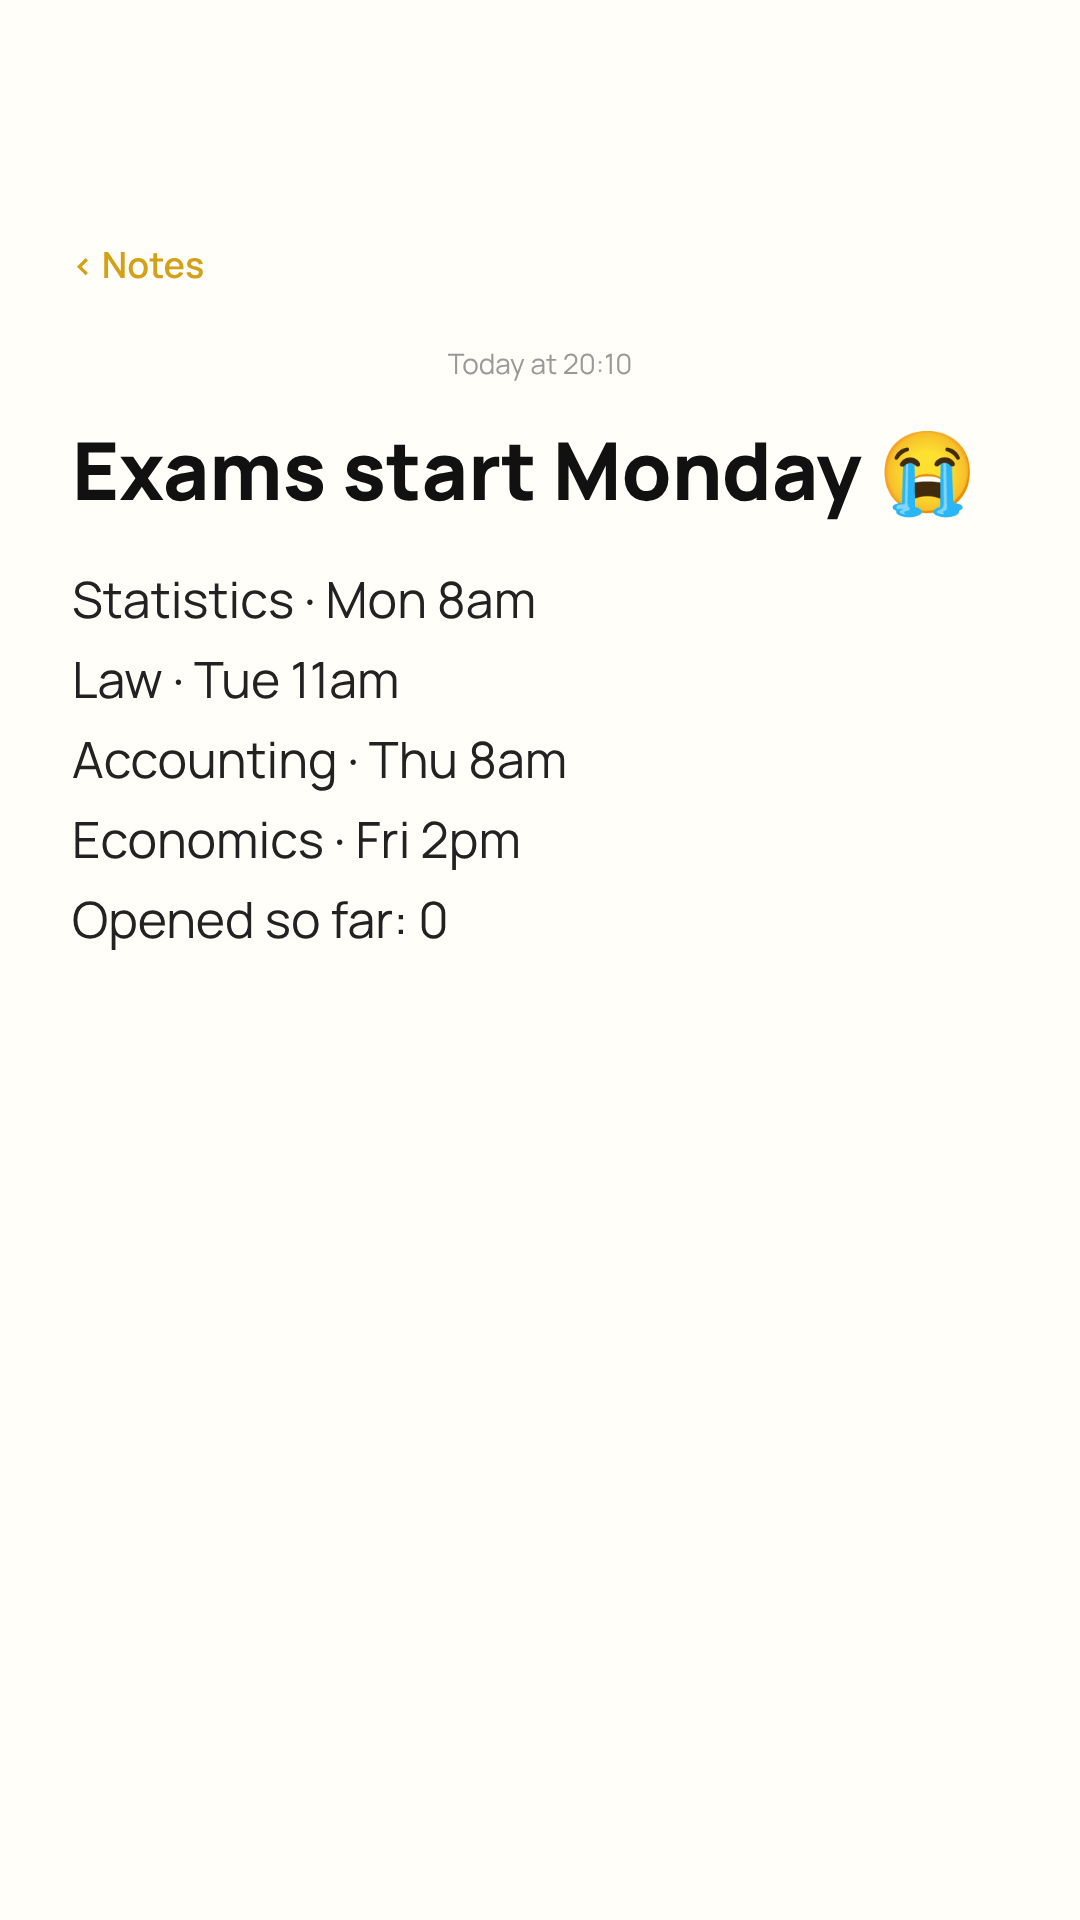 ‹ Notes
Today at 20:10
Exams start Monday 😭
Statistics · Mon 8am
Law · Tue 11am
Accounting · Thu 8am
Economics · Fri 2pm
Opened so far: 0